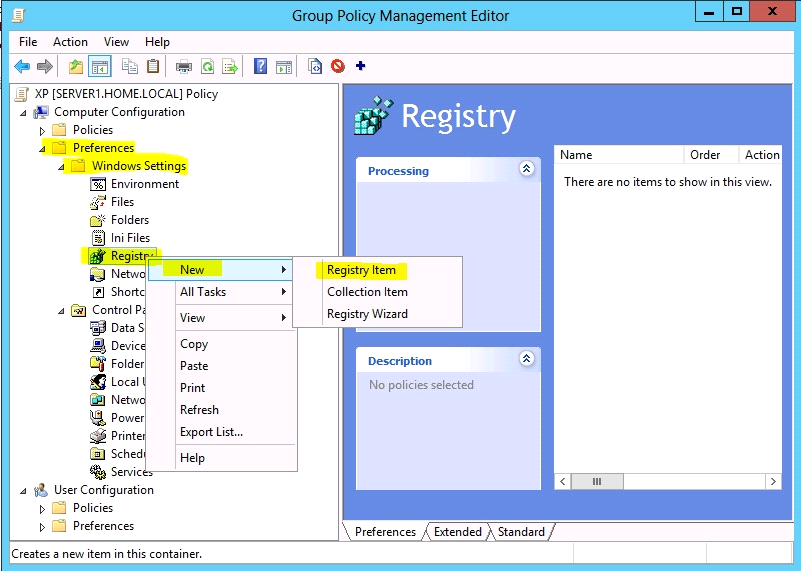 Group Policy Management Editor
File Action View Help
XP [SERVER1.HOME.LOCAL] Policy
Computer Configuration
Policies
Preferences
Windows Settings
Environment
Files
Folders
Ini Files
Registry
Netwo
Shortc
Control Pa
Data S
Device
Folder
Local U
Netwo
Power
Printer
Sched
Services
User Configuration
Policies
Preferences
New
All Tasks
View
Copy
Paste
Print
Refresh
Export List...
Help
Registry Item
Collection Item
Registry Wizard
Registry
Processing
Description
No policies selected
Name Order Action
There are no items to show in this view.
Preferences Extended Standard
Creates a new item in this container.